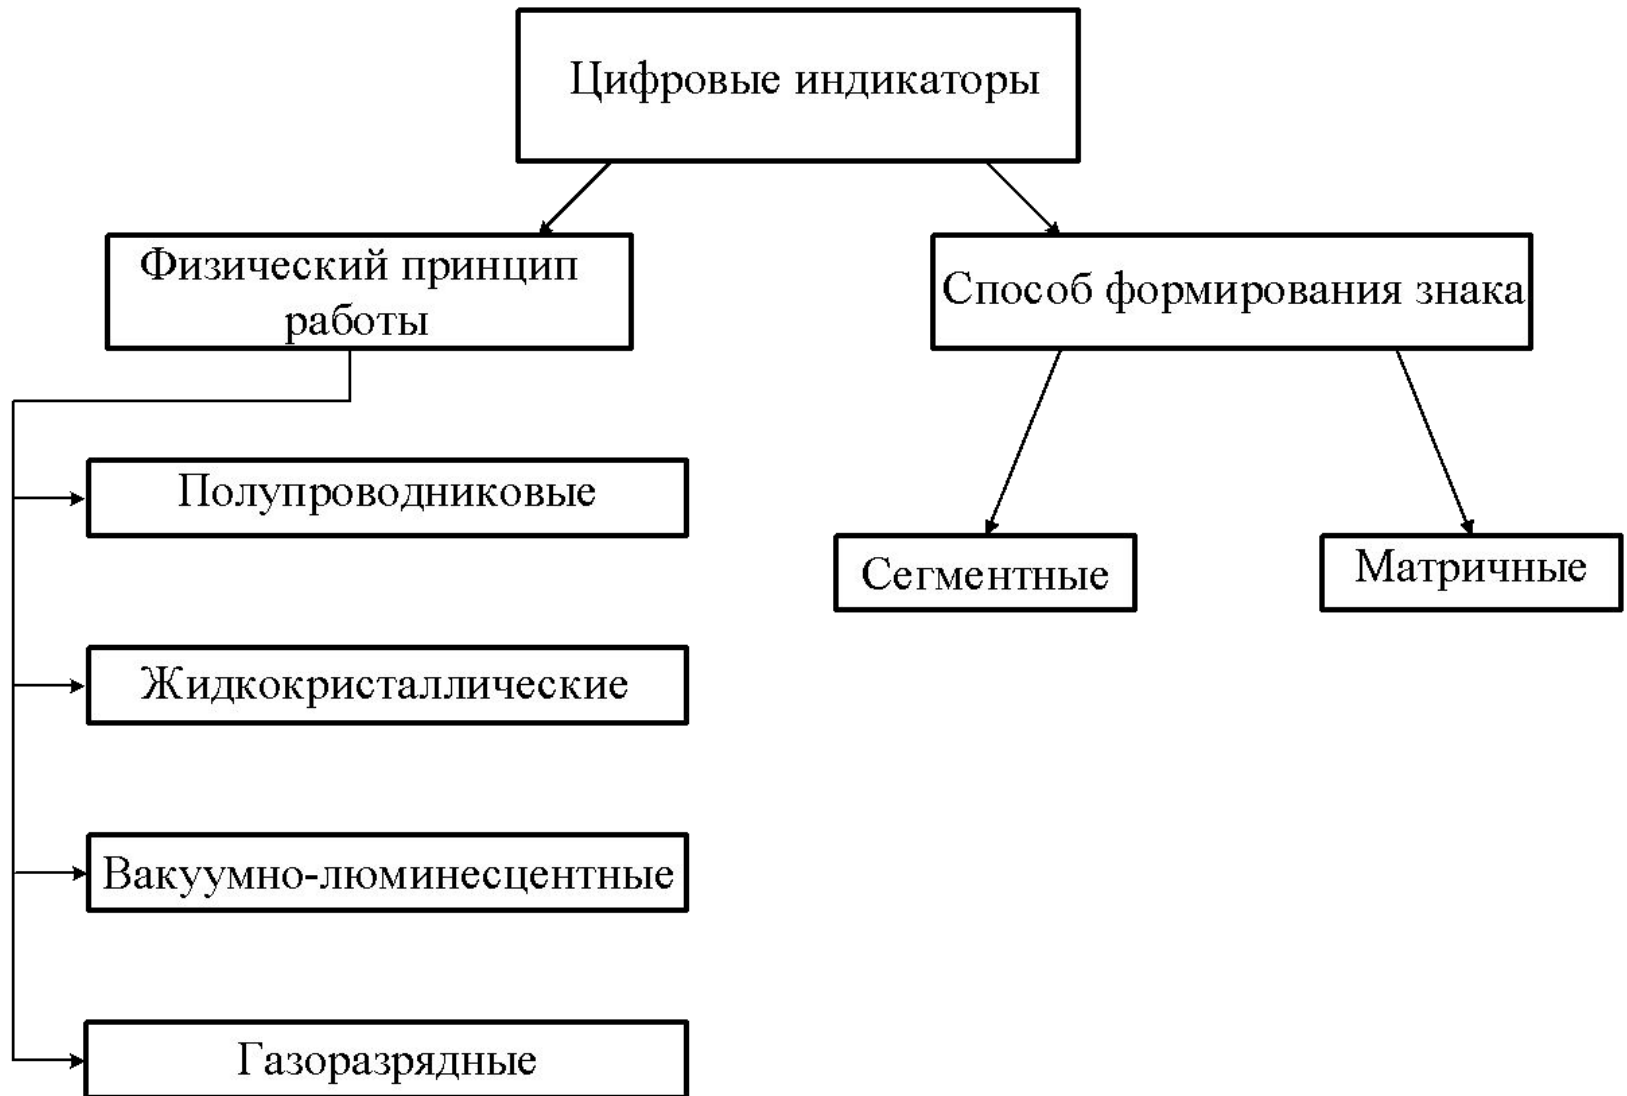 Цифровые индикаторы
Физический принцип
работы
Способ формирования знака
Полупроводниковые
Сегментные
Матричные
Жидкокристаллические
Вакуумно-люминесцентные
Газоразрядные